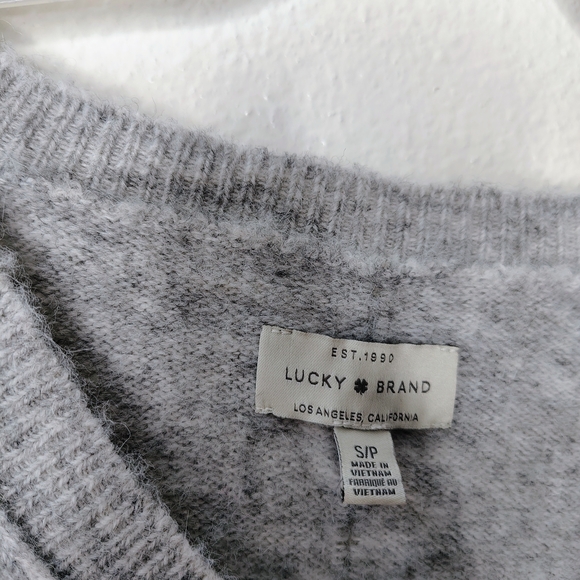 EST.1990
LUCKY BRAND
LOS ANGELES, CALIFORNIA
S/P
MADE IN
VIETNAM
FABRIQUÉ AU
VIETNAM